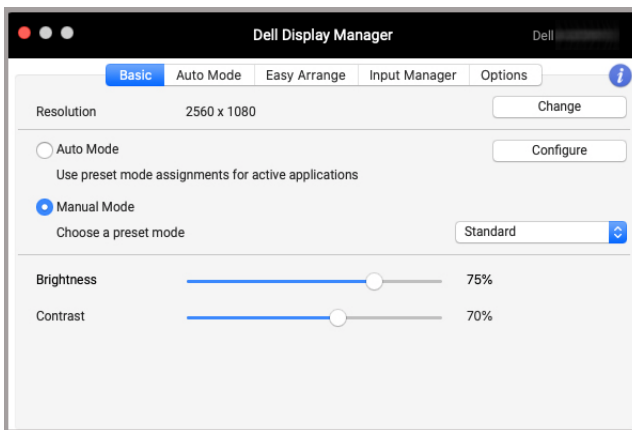 Dell Display Manager Dell
Basic Auto Mode Easy Arrange Input Manager Options i
Resolution 2560 x 1080 Change
Auto Mode Configure
Use preset mode assignments for active applications
Manual Mode
Choose a preset mode Standard
Brightness 75%
Contrast 70%